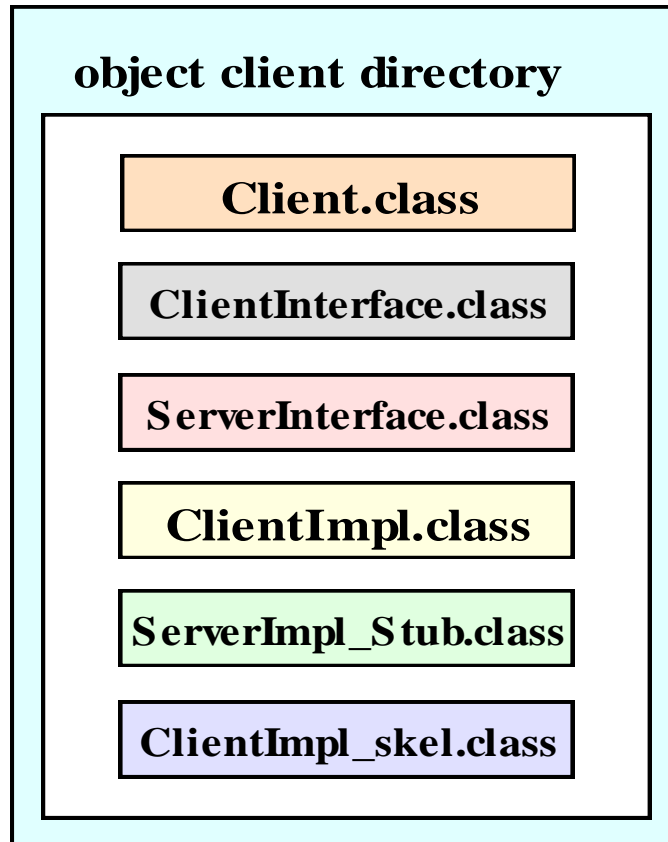 object client directory
Client.class
ClientInterface.class
ServerInterface.class
ClientImpl.class
ServerImpl_Stub.class
ClientImpl_skel.class